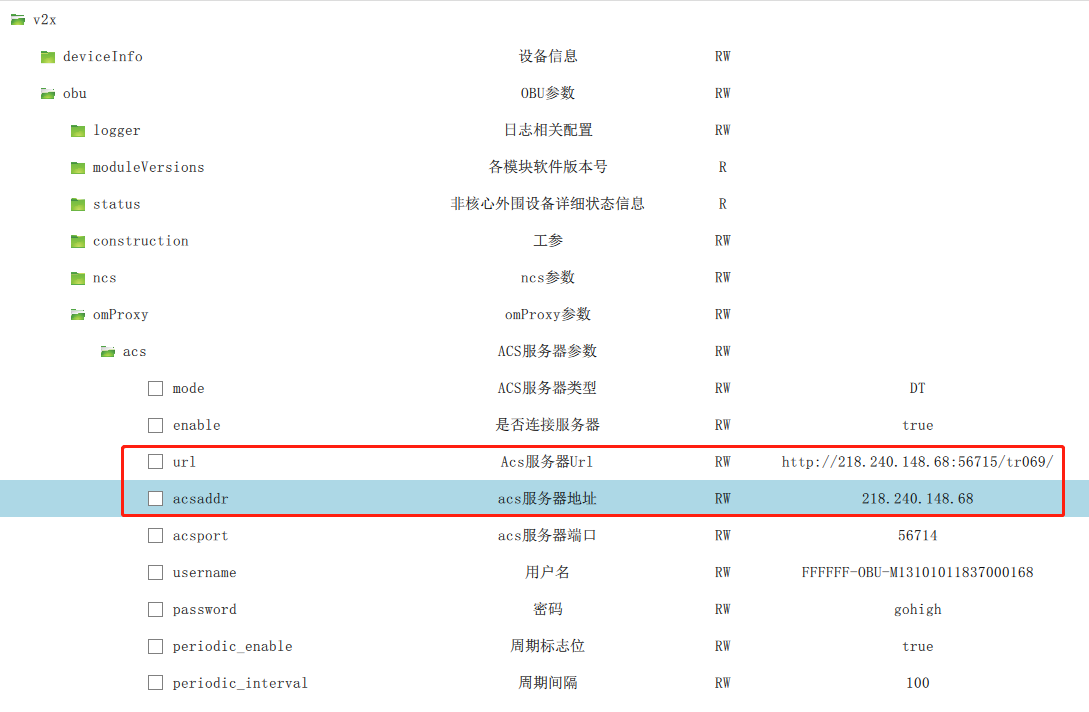 v2x
deviceInfo 设备信息 RW
obu OBU参数 RW
logger 日志相关配置 RW
moduleVersions 各模块软件版本号 R
status 非核心外围设备详细状态信息 R
construction 工参 RW
ncs ncs参数 RW
omProxy omProxy参数 RW
acs ACS服务器参数 RW
mode ACS服务器类型 RW DT
enable 是否连接服务器 RW true
url Acs服务器Url RW http://218.240.148.68:56715/tr069/
acsaddr acs服务器地址 RW 218.240.148.68
acsport acs服务器端口 RW 56714
username 用户名 RW FFFFFF-OBU-M13101011837000168
password 密码 RW gohigh
periodic_enable 周期标志位 RW true
periodic_interval 周期间隔 RW 100